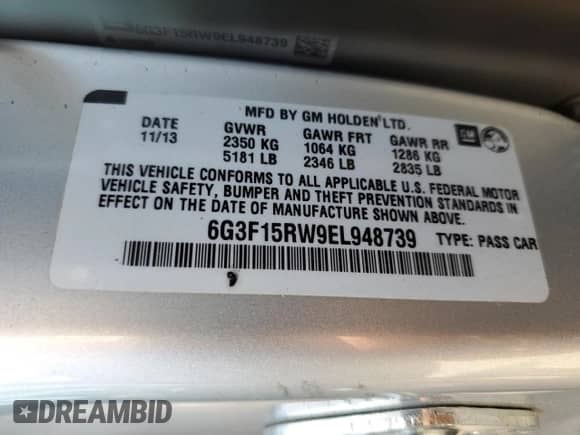 6G3F15RW9EL948739
MFD BY GM HOLDEN LTD.
DATE GVWR GAWR FRT GAWR RR GM
11/13 2350 KG 1064 KG 1286 KG
5181 LB 2346 LB 2835 LB
THIS VEHICLE CONFORMS TO ALL APPLICABLE U.S. FEDERAL MOTOR
VEHICLE SAFETY, BUMPER AND THEFT PREVENTION STANDARDS IN
EFFECT ON THE DATE OF MANUFACTURE SHOWN ABOVE.
6G3F15RW9EL948739 TYPE: PASS CAR
9
DREAMBID